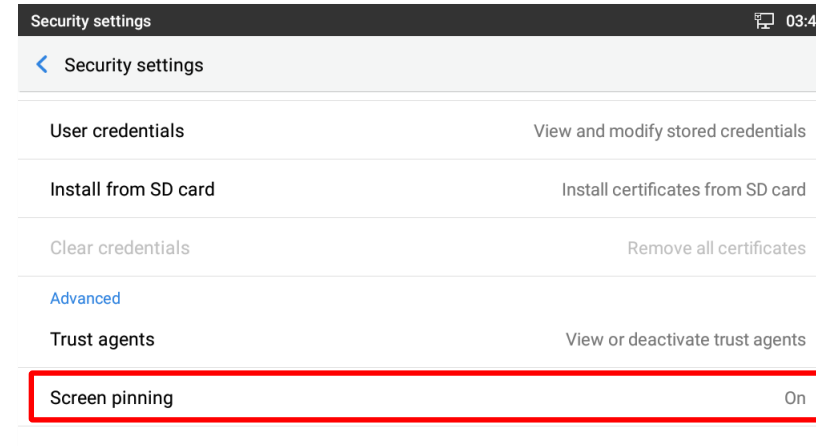 Security settings 03:4
Security settings
User credentials View and modify stored credentials
Install from SD card Install certificates from SD card
Clear credentials Remove all certificates
Advanced
Trust agents View or deactivate trust agents
Screen pinning On